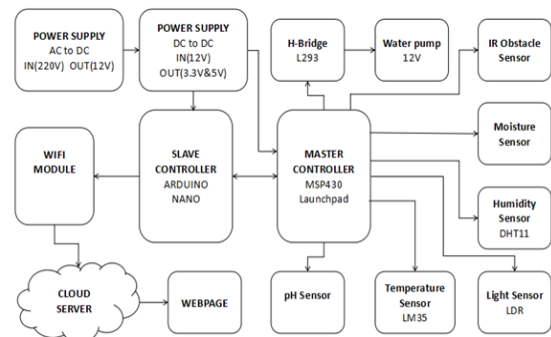 POWER SUPPLY
AC to DC
IN(220V) OUT(12V)
POWER SUPPLY
DC to DC
IN(12V)
OUT(3.3V&5V)
H-Bridge
L293
Water pump
12V
IR Obstacle
Sensor
WIFI
MODULE
SLAVE
CONTROLLER
ARDUINO
NANO
MASTER
CONTROLLER
MSP430
Launchpad
Moisture
Sensor
Humidity
Sensor
DHT11
CLOUD
SERVER
WEBPAGE
pH Sensor
Temperature
Sensor
LM35
Light Sensor
LDR